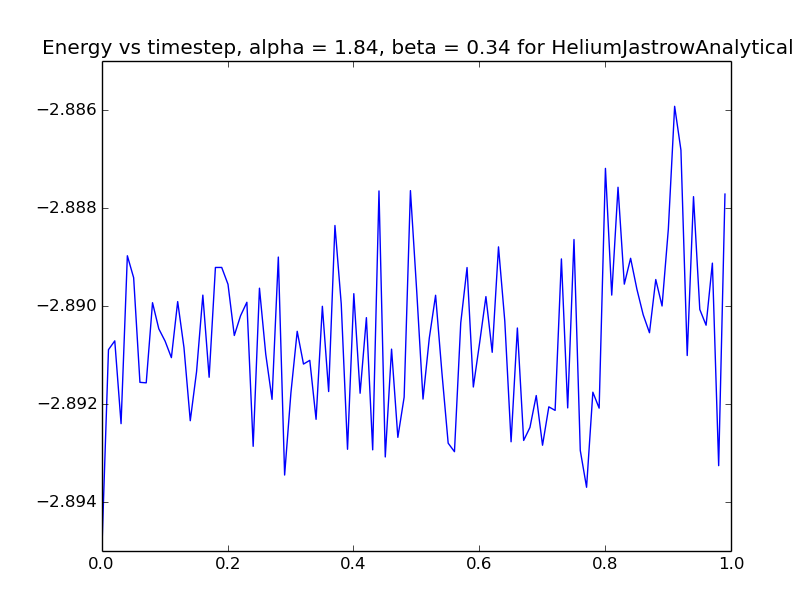 Energy vs timestep, alpha = 1.84, beta = 0.34 for HeliumJastrowAnalytical
−2.886
−2.888
−2.890
−2.892
−2.894
0.0 0.2 0.4 0.6 0.8 1.0